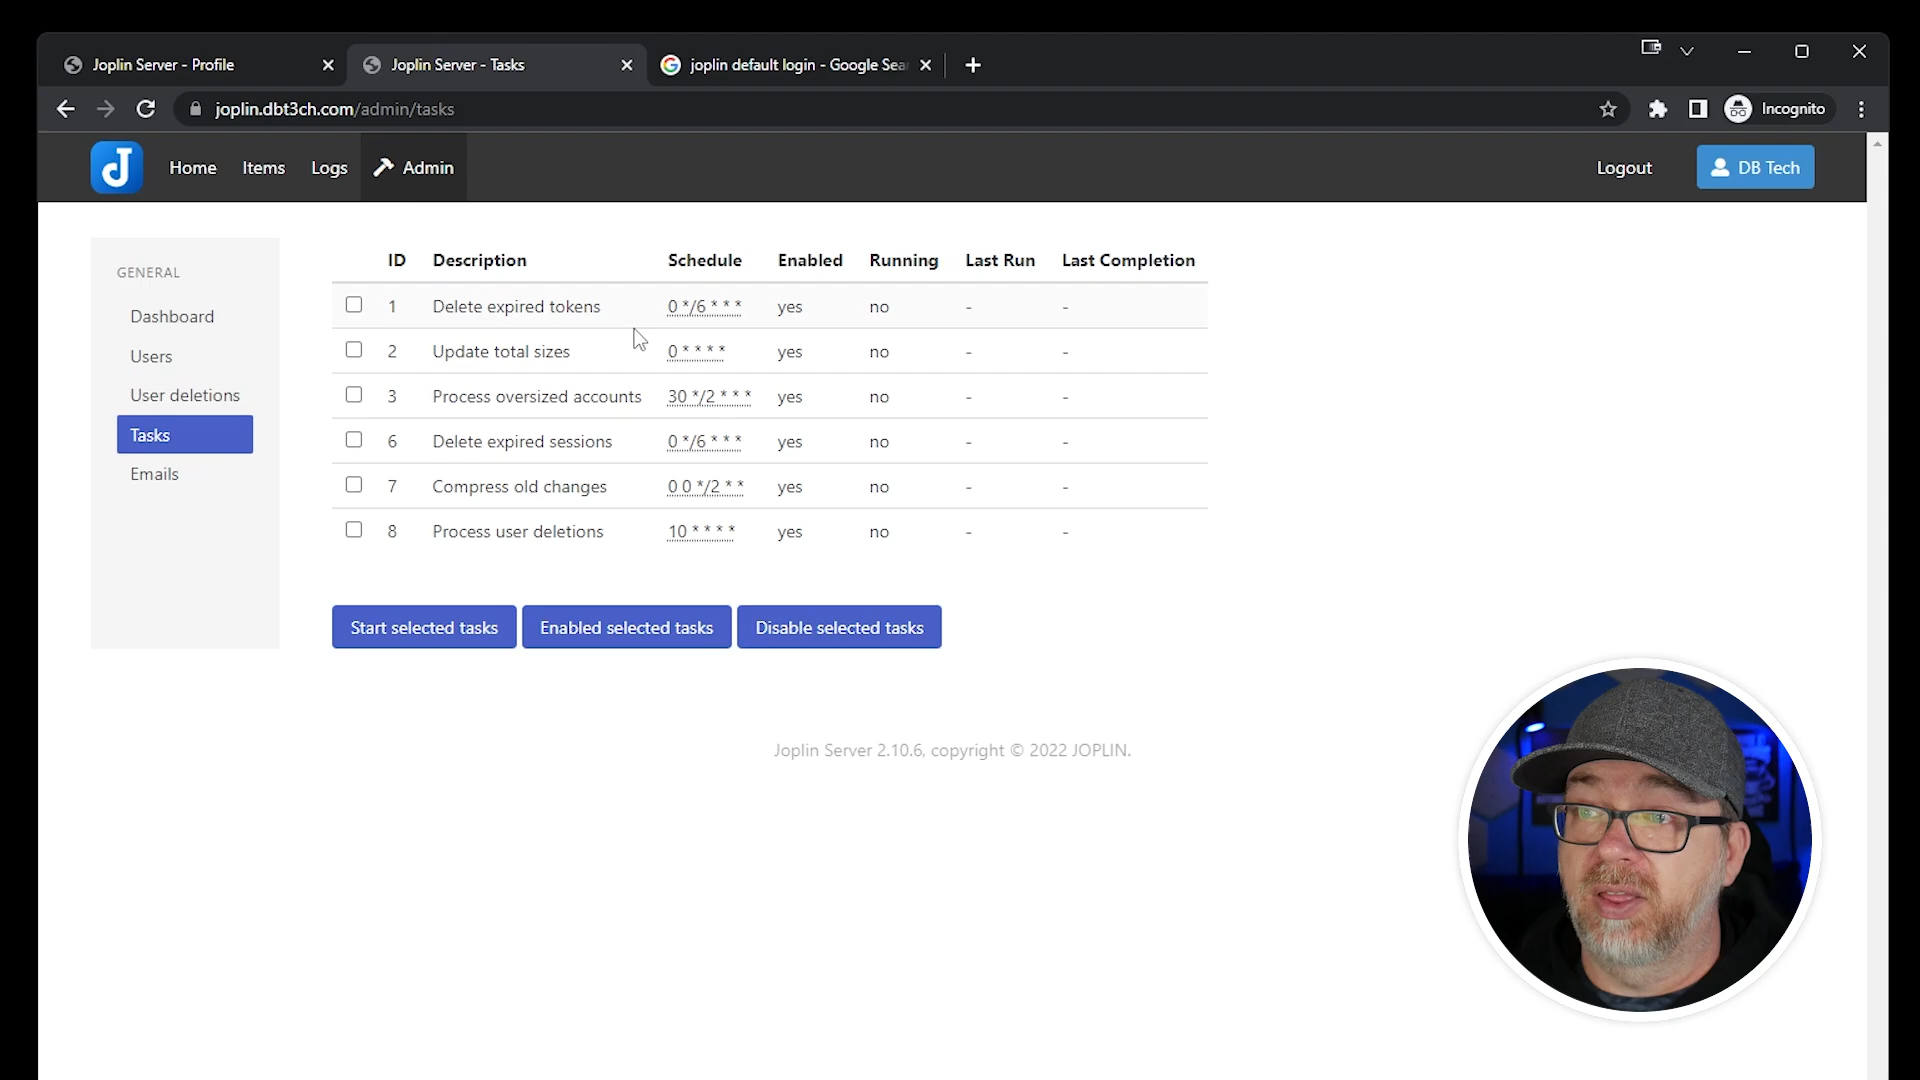 Joplin Server - Profile
Joplin Server - Tasks
joplin default login - Google Sea
joplin.dbt3ch.com/admin/tasks
Incognito
Home Items Logs Admin
Logout
DB Tech
GENERAL
Dashboard
Users
User deletions
Tasks
Emails
ID Description Schedule Enabled Running Last Run Last Completion
1 Delete expired tokens 0 */6 * * * yes no - -
2 Update total sizes 0 * * * * yes no - -
3 Process oversized accounts 30 */2 * * * yes no - -
6 Delete expired sessions 0 */6 * * * yes no - -
7 Compress old changes 0 0 */2 * * yes no - -
8 Process user deletions 10 * * * * yes no - -
Start selected tasks Enabled selected tasks Disable selected tasks
Joplin Server 2.10.6, copyright © 2022 JOPLIN.